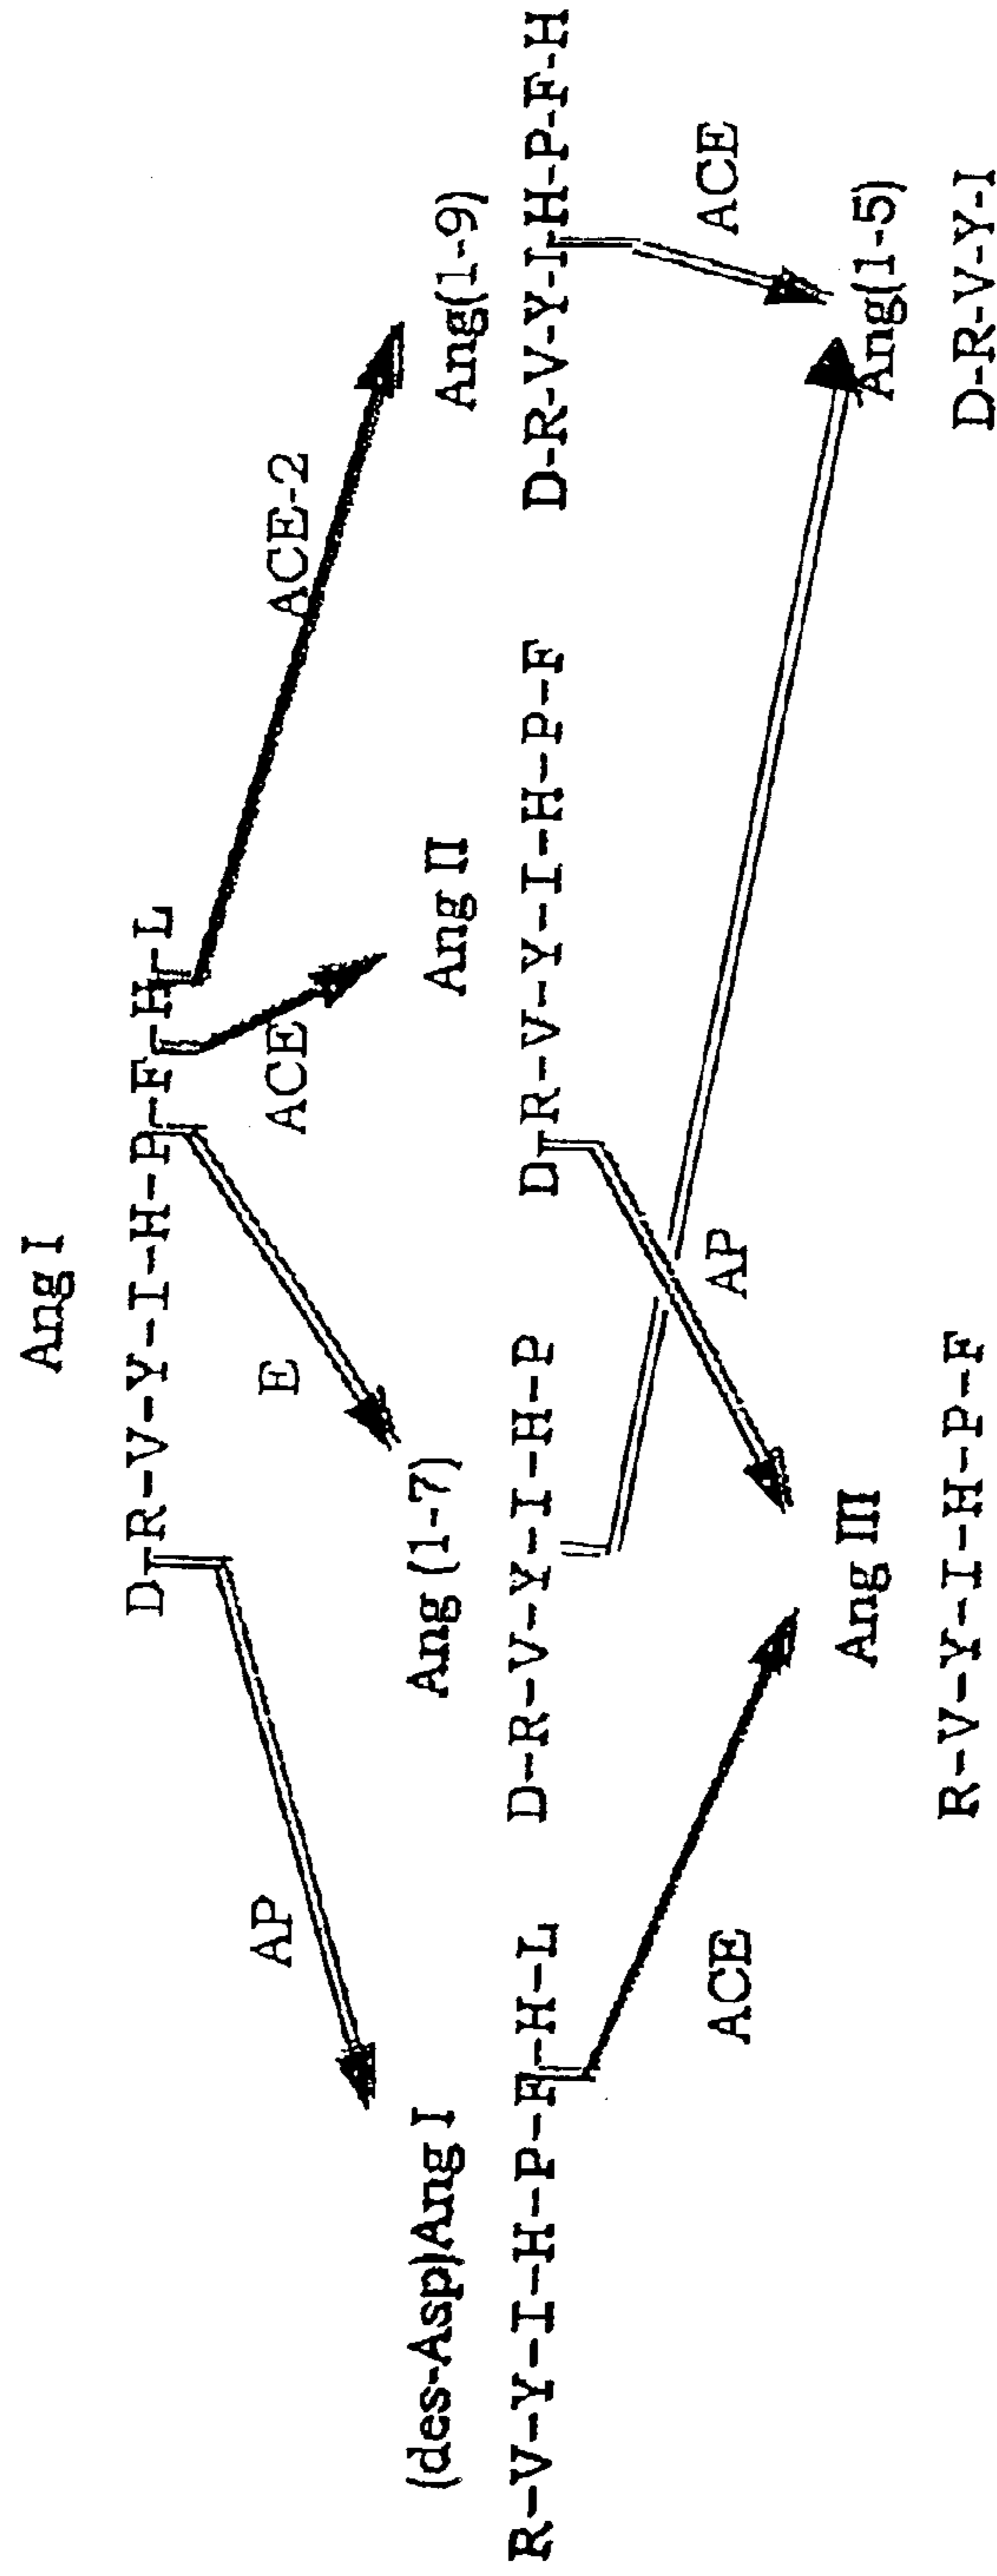 Ang I
D-R-V-Y-I-H-P-F-H-L
AP
E
ACE
ACE-2
(des-Asp)Ang I
Ang (1-7)
Ang II
Ang(1-9)
R-V-Y-I-H-P-F-H-L
D-R-V-Y-I-H-P
D-R-V-Y-I-H-P-F
D-R-V-Y-I-H-P-F-H
ACE
AP
ACE
Ang III
Ang(1-5)
R-V-Y-I-H-P-F
D-R-V-Y-I